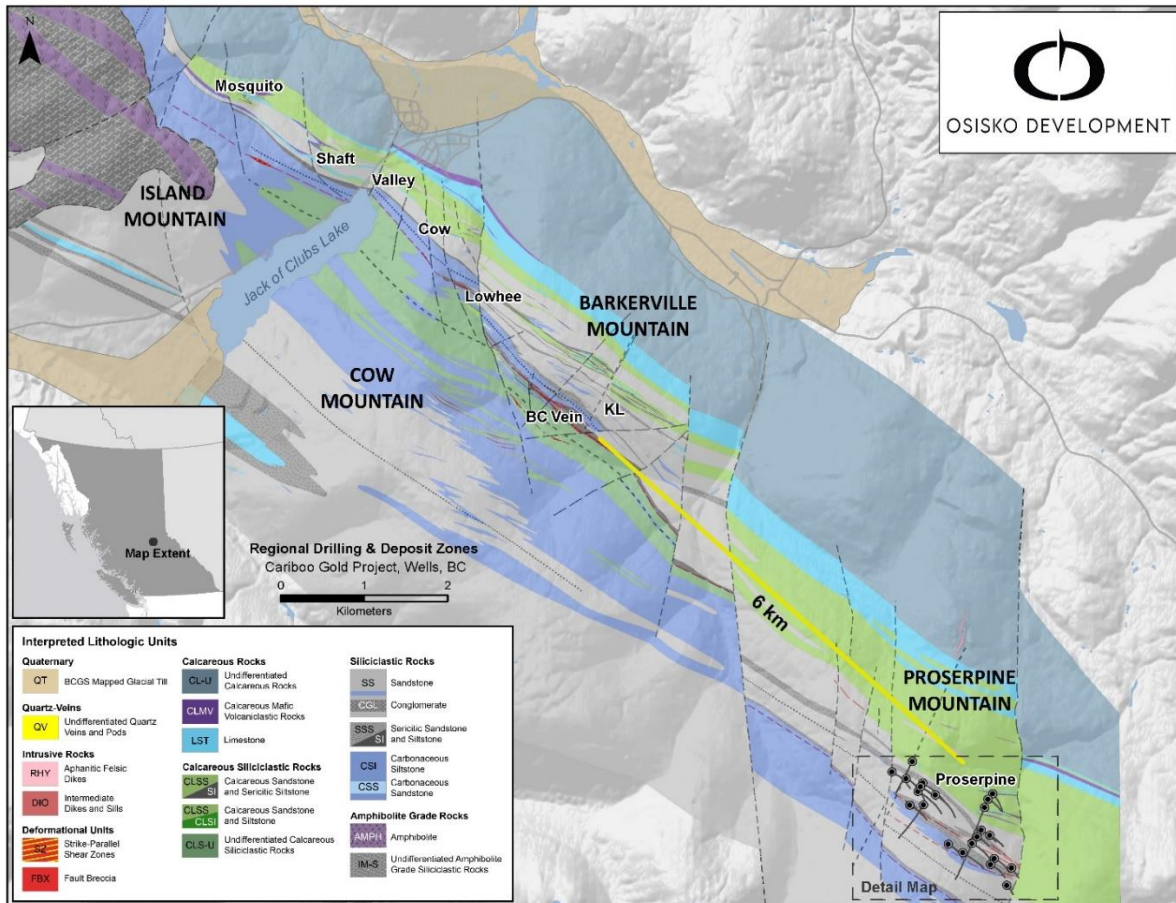 N
OSISKO DEVELOPMENT
Mosquito
Shaft
Valley
ISLAND
MOUNTAIN
Cow
Jack of Clubs Lake
Lowhee
BARKERVILLE
MOUNTAIN
COW
MOUNTAIN
BC Vein
KL
Map Extent
Regional Drilling & Deposit Zones
Cariboo Gold Project, Wells, BC
0 1 2
Kilometers
6 km
PROSERPINE
MOUNTAIN
Proserpine
Detail Map
Interpreted Lithologic Units
Quaternary
QT
BCGS Mapped Glacial Till
Quartz-Veins
QV
Undifferentiated Quartz
Veins and Pods
Intrusive Rocks
RHY
Aphanitic Felsic
Dikes
DIO
Intermediate
Dikes and Sills
Deformational Units
SZ
Strike-Parallel
Shear Zones
FBX
Fault Breccia
Calcareous Rocks
CL-U
Undifferentiated
Calcareous Rocks
CLMV
Calcareous Mafic
Volcaniclastic Rocks
LST
Limestone
Calcareous Siliciclastic Rocks
CLSS
SI
Calcareous Sandstone
and Sericilic Siltstone
CLSS
CLSI
Calcareous Sandstone
and Siltstone
CLS-U
Undifferentiated Calcareous
Siliciclastic Rocks
Siliciclastic Rocks
SS
Sandstone
CGL
Conglomerate
SSS
SI
Sericilic Sandstone
and Siltstone
CSI
Carbonaceous
Siltstone
CSS
Carbonaceous
Sandstone
Amphibolite Grade Rocks
AMPH
Amphibolite
IM-S
Undifferentiated Amphibolite
Grade Siliciclastic Rocks